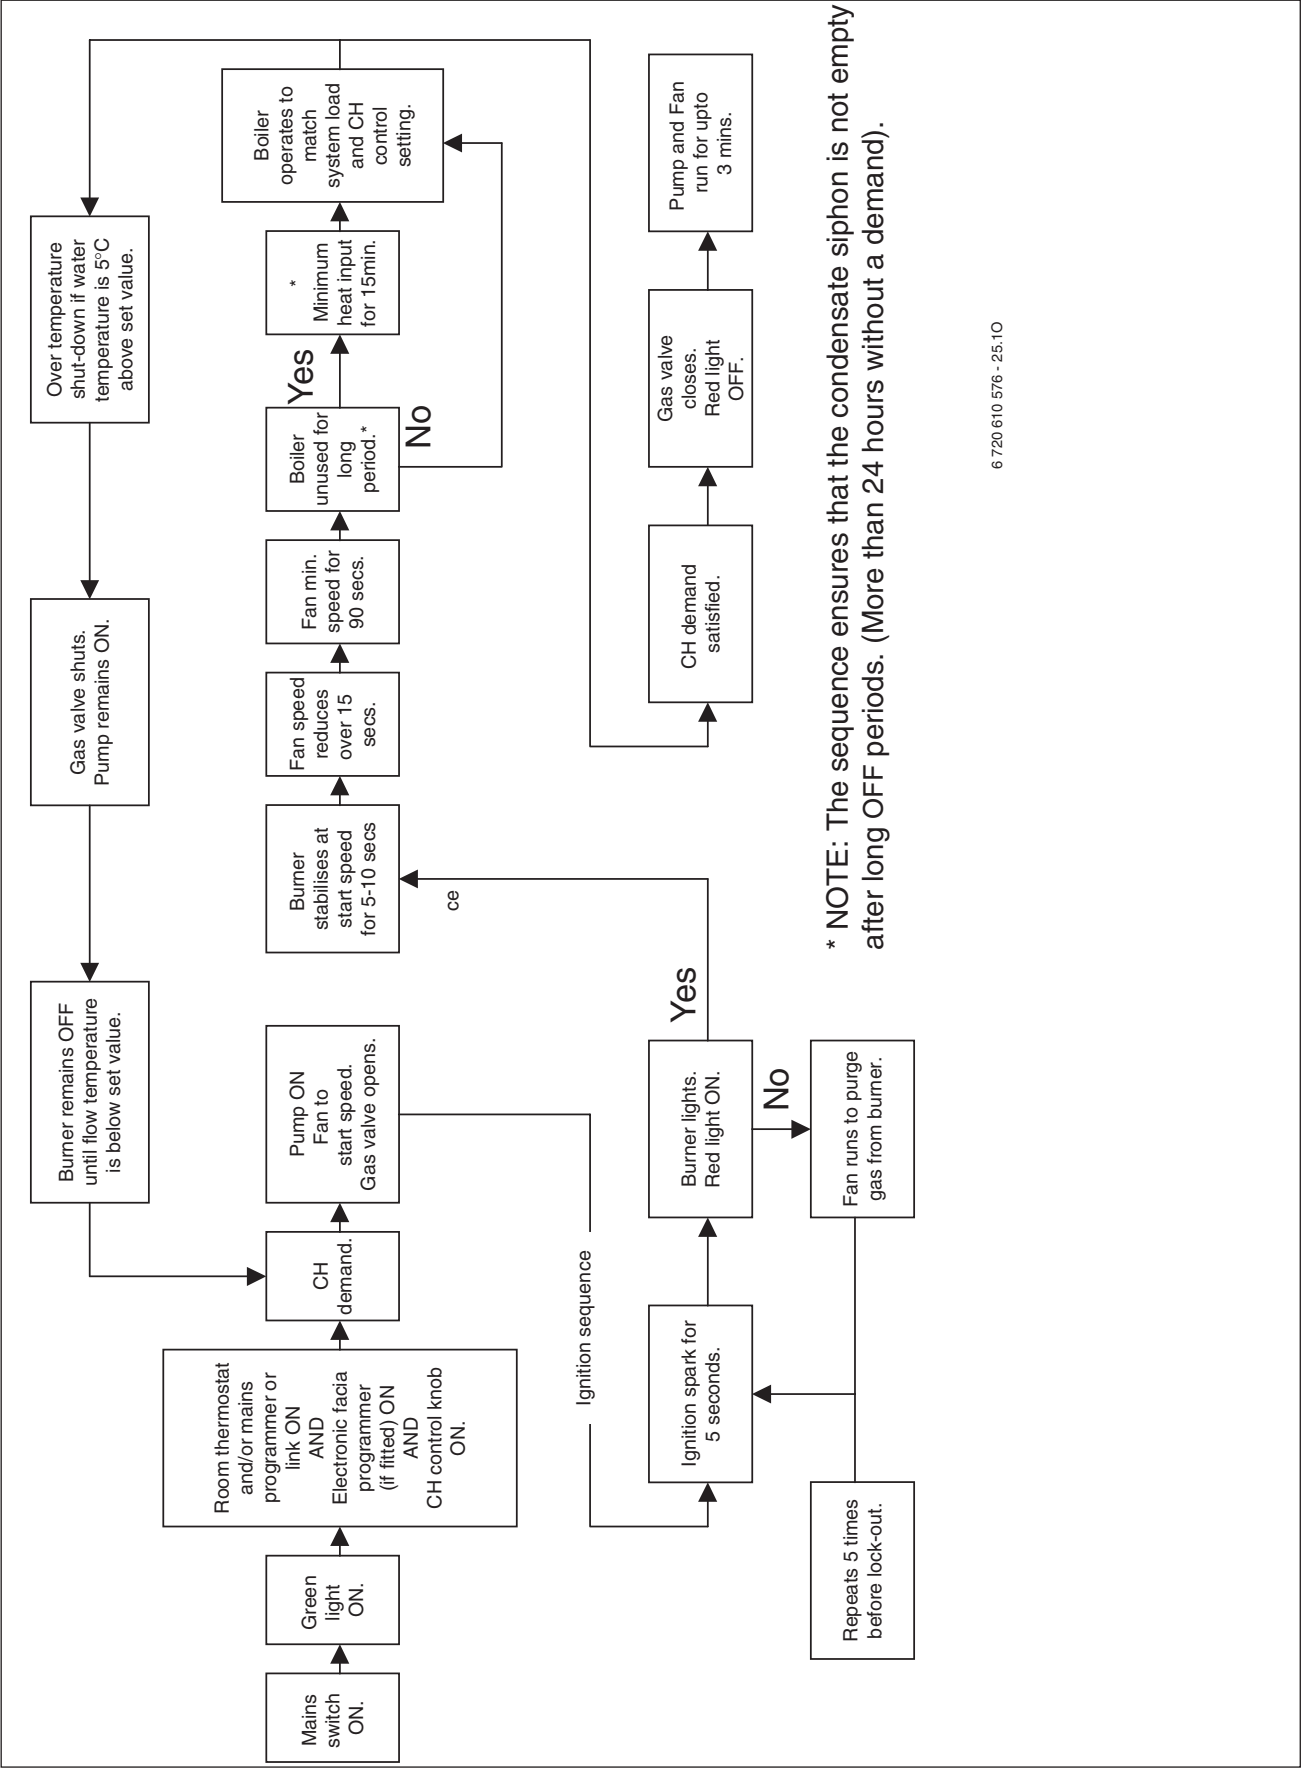 Over temperature
shut-down if water
temperature is 5°C
above set value.
Gas valve shuts.
Pump remains ON.
Burner remains OFF
until flow temperature
is below set value.
Mains
switch
ON.
Green
light
ON.
Room thermostat
and/or mains
programmer or
link ON
AND
Electronic facia
programmer
(if fitted) ON
AND
CH control knob
ON.
CH
demand.
Pump ON
Fan to
start speed.
Gas valve opens.
Burner
stabilises at
start speed
for 5-10 secs
Fan speed
reduces
over 15
secs.
Fan min.
speed for
90 secs.
Boiler
unused for
long
period.*
Yes
No
*
Minimum
heat input
for 15min.
Boiler
operates to
match
system load
and CH
control
setting.
ce
Ignition sequence
Ignition spark for
5 seconds.
Burner lights.
Red light ON.
Yes
No
CH demand
satisfied.
Gas valve
closes.
Red light
OFF.
Pump and Fan
run for upto
3 mins.
Repeats 5 times
before lock-out.
Fan runs to purge
gas from burner.
* NOTE: The sequence ensures that the condensate siphon is not empty
after long OFF periods. (More than 24 hours without a demand).
6 720 610 576 - 25.1O